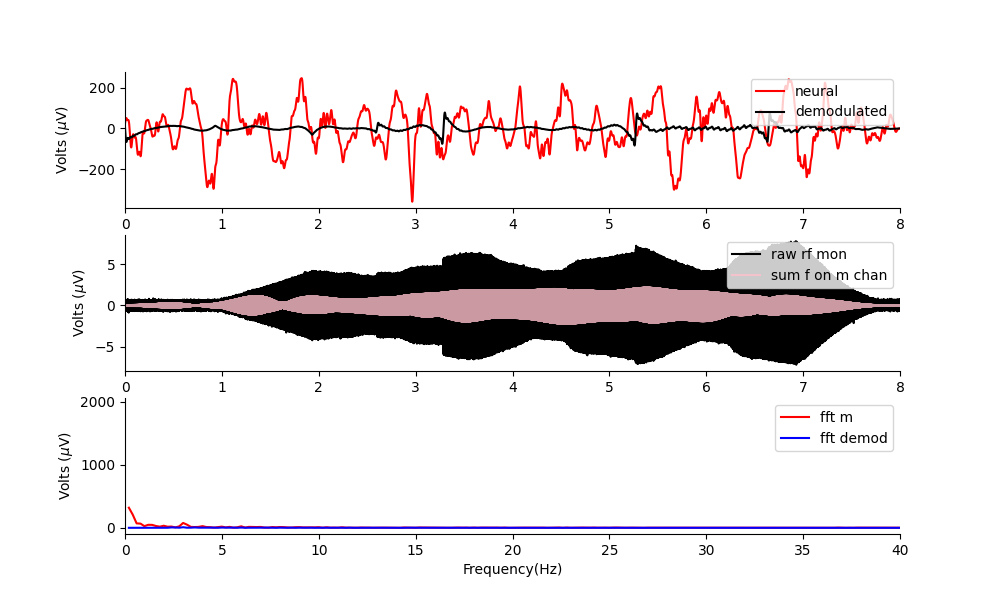 200
0
−200
Volts (μV)
neural
demodulated
0 1 2 3 4 5 6 7 8
5
0
−5
Volts (μV)
raw rf mon
sum f on m chan
0 1 2 3 4 5 6 7 8
2000
1000
0
Volts (μV)
fft m
fft demod
0 5 10 15 20 25 30 35 40
Frequency(Hz)